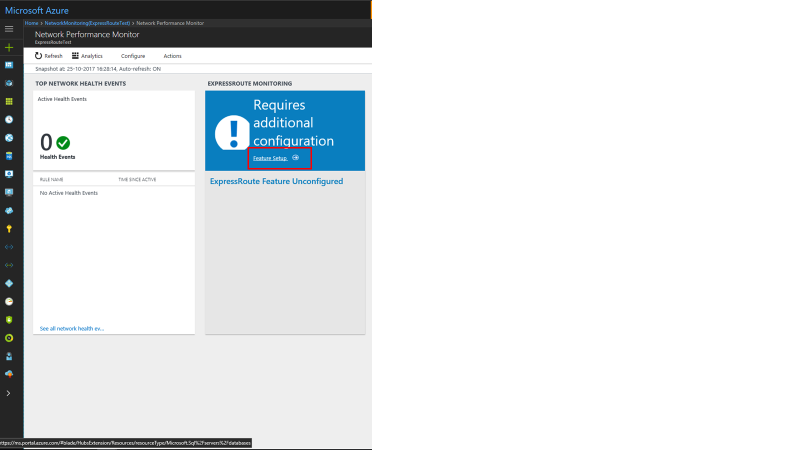 Microsoft Azure
Home > NetworkMonitoring(ExpressRouteTest) > Network Performance Monitor
Network Performance Monitor
ExpressRouteTest
Refresh Analytics Configure Actions
Snapshot at: 25-10-2017 16:28:14, Auto-refresh: ON
TOP NETWORK HEALTH EVENTS
Active Health Events
0
Health Events
RULE NAME TIME SINCE ACTIVE
No Active Health Events
See all network health ev...
EXPRESSROUTE MONITORING
Requires
additional
configuration
Feature Setup
ExpressRoute Feature Unconfigured
ttps://ms.portal.azure.com/#blade/HubsExtension/Resources/resourceType/Microsoft.Sql%2Fservers%2Fdatabases